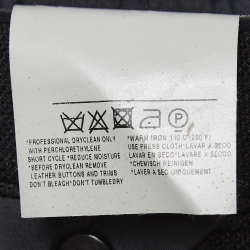 *PROFESSIONAL DRYCLEAN ONLY
WITH PERCHLORETHYLENE
SHORT CYCLE *REDUCE MOISTURE
*BEFORE DRYCLEAN REMOVE
LEATHER BUTTONS AND TRIMS
DON'T BLEACH*DON'T TUMBLEDRY
*WARM IRON 110 C (230 F)
USE PRESS CLOTH*LAVAR A SECO
LAVAR EN SECO*LAVARE A SECCO
*CHEMISCH REINIGEN
*LAVER A SEC UNIQUEMENT